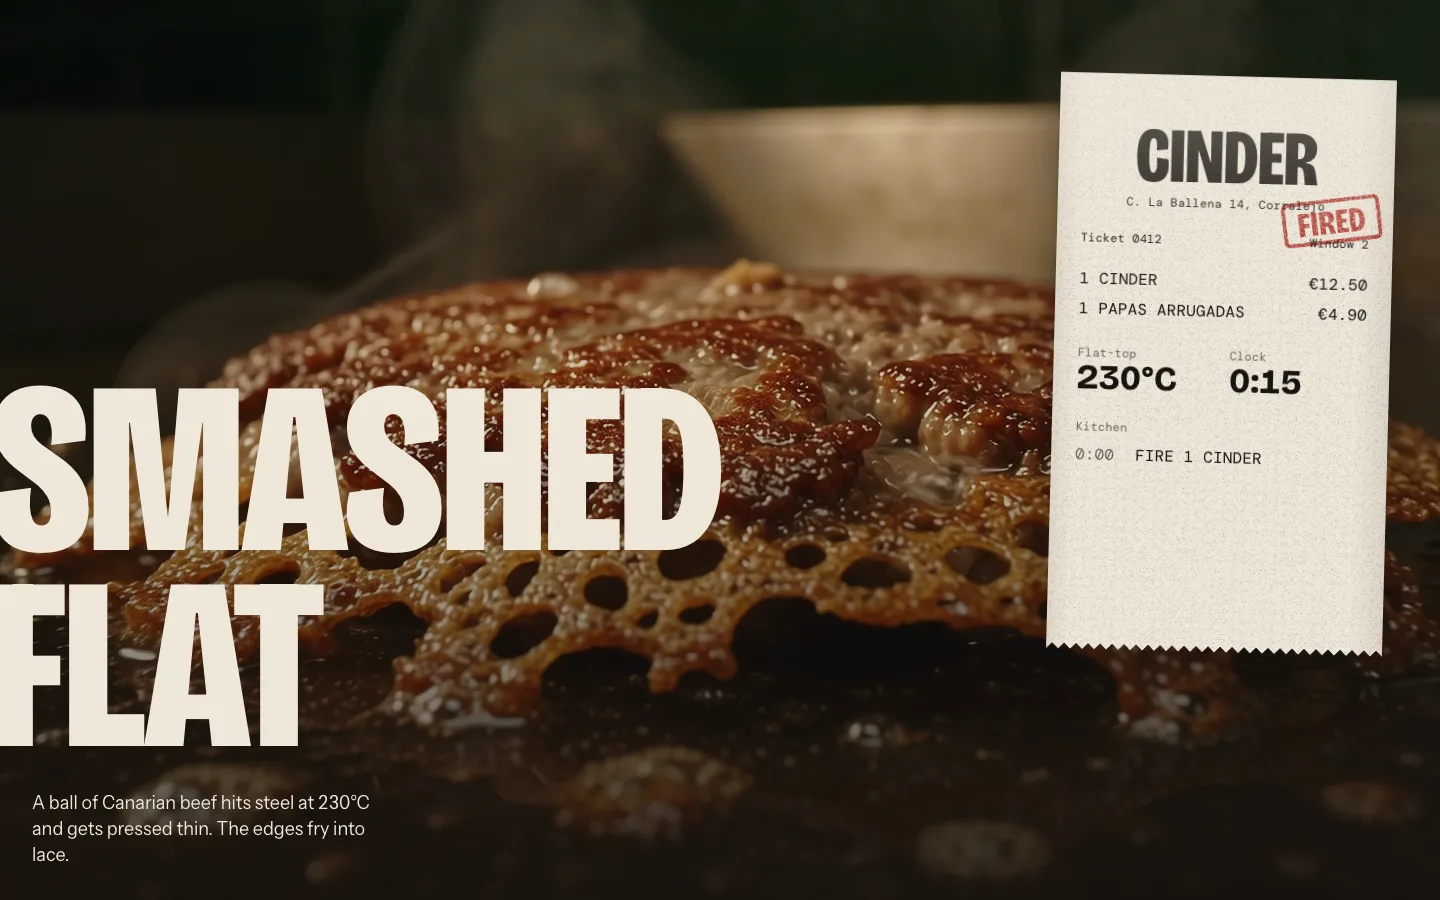 SMASHED
FLAT
A ball of Canarian beef hits steel at 230°C
and gets pressed thin. The edges fry into
lace.
CINDER
C. La Ballena 14, Corralejo
FIRED
Ticket 0412 Window 2
1 CINDER €12.50
1 PAPAS ARRUGADAS €4.90
Flat-top Clock
230°C 0:15
Kitchen
0:00 FIRE 1 CINDER